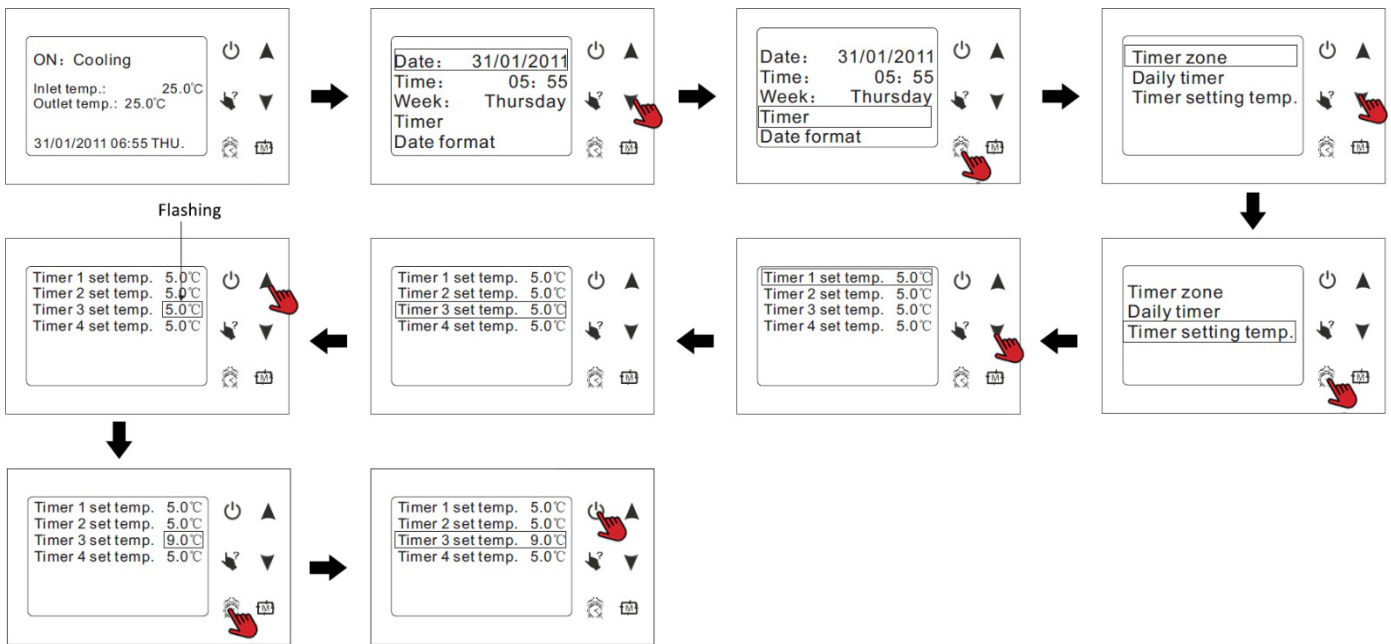 ON: Cooling
Inlet temp.: 25.0℃
Outlet temp.: 25.0℃
31/01/2011 06:55 THU.
?
M
Date: 31/01/2011
Time: 05: 55
Week: Thursday
Timer
Date format
?
M
Date: 31/01/2011
Time: 05: 55
Week: Thursday
Timer
Date format
?
M
Timer zone
Daily timer
Timer setting temp.
?
M
Timer zone
Daily timer
Timer setting temp.
?
M
Timer 1 set temp. 5.0℃
Timer 2 set temp. 5.0℃
Timer 3 set temp. 5.0℃
Timer 4 set temp. 5.0℃
?
M
Timer 1 set temp. 5.0℃
Timer 2 set temp. 5.0℃
Timer 3 set temp. 5.0℃
Timer 4 set temp. 5.0℃
?
M
Flashing
Timer 1 set temp. 5.0℃
Timer 2 set temp. 5.0℃
Timer 3 set temp. 5.0℃
Timer 4 set temp. 5.0℃
?
M
Timer 1 set temp. 5.0℃
Timer 2 set temp. 5.0℃
Timer 3 set temp. 9.0℃
Timer 4 set temp. 5.0℃
?
M
Timer 1 set temp. 5.0℃
Timer 2 set temp. 5.0℃
Timer 3 set temp. 9.0℃
Timer 4 set temp. 5.0℃
?
M